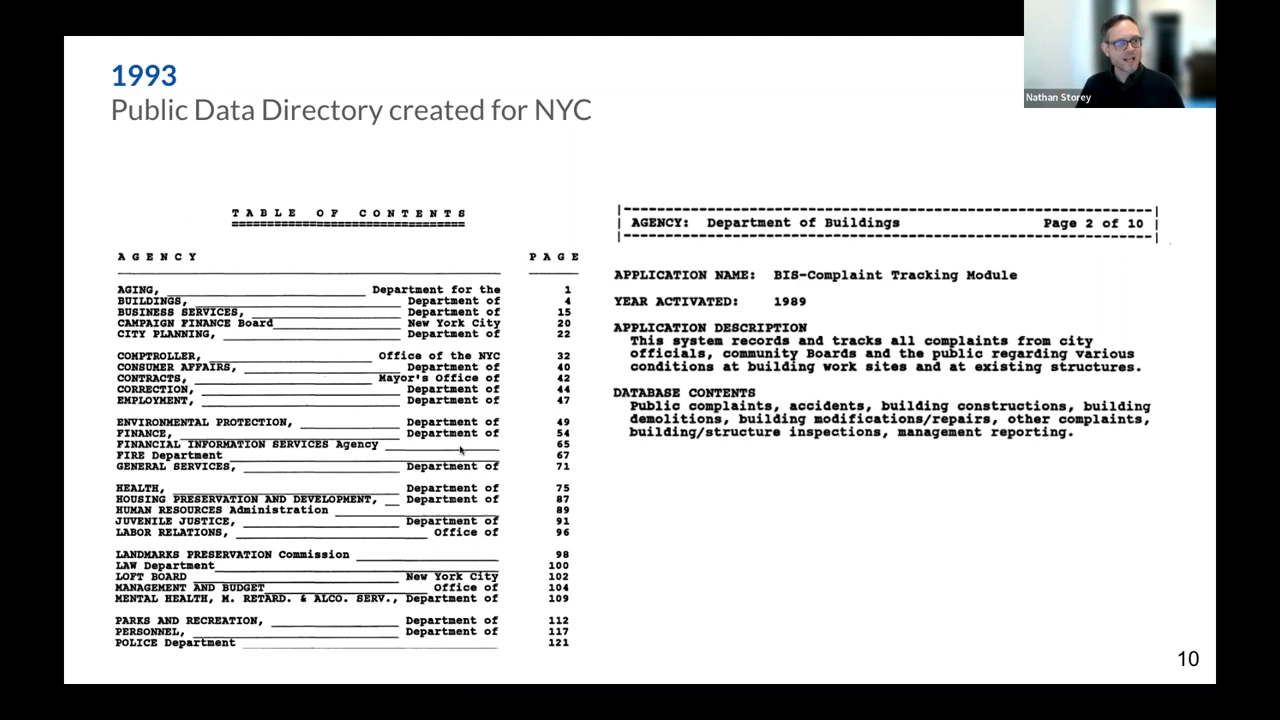 1993
Public Data Directory created for NYC
Nathan Storey
TABLE OF CONTENTS
AGENCY PAGE
AGING, Department for the 1
BUILDINGS, Department of 4
BUSINESS SERVICES, Department of 15
CAMPAIGN FINANCE Board New York City 20
CITY PLANNING, Department of 22
COMPTROLLER, Office of the NYC 32
CONSUMER AFFAIRS, Department of 40
CONTRACTS, Mayor's Office of 42
CORRECTION, Department of 44
EMPLOYMENT, Department of 47
ENVIRONMENTAL PROTECTION, Department of 49
FINANCE, Department of 54
FINANCIAL INFORMATION SERVICES Agency 65
FIRE Department 67
GENERAL SERVICES, Department of 71
HEALTH, Department of 75
HOUSING PRESERVATION AND DEVELOPMENT, Department of 87
HUMAN RESOURCES Administration 89
JUVENILE JUSTICE, Department of 91
LABOR RELATIONS, Office of 96
LANDMARKS PRESERVATION Commission 98
LAW Department 100
LOFT BOARD New York City 102
MANAGEMENT AND BUDGET Office of 104
MENTAL HEALTH, M. RETARD. & ALCO. SERV., Department of 109
PARKS AND RECREATION, Department of 112
PERSONNEL, Department of 117
POLICE Department 121
AGENCY: Department of Buildings Page 2 of 10
APPLICATION NAME: BIS-Complaint Tracking Module
YEAR ACTIVATED: 1989
APPLICATION DESCRIPTION
This system records and tracks all complaints from city
officials, community Boards and the public regarding various
conditions at building work sites and at existing structures.
DATABASE CONTENTS
Public complaints, accidents, building constructions, building
demolitions, building modifications/repairs, other complaints,
building/structure inspections, management reporting.
10